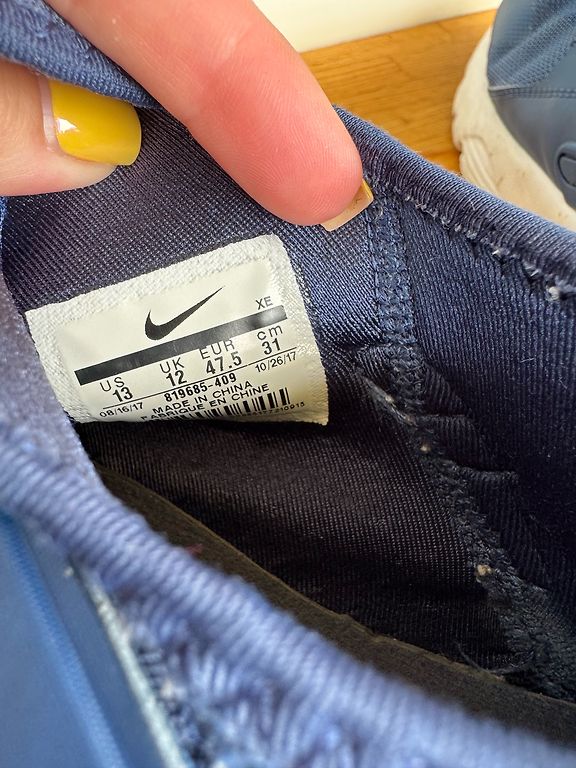 XE
US UK EUR cm
13 12 47.5 31
08/16/17 819685-409 10/26/17
MADE IN CHINA
FABRIQUE EN CHINE